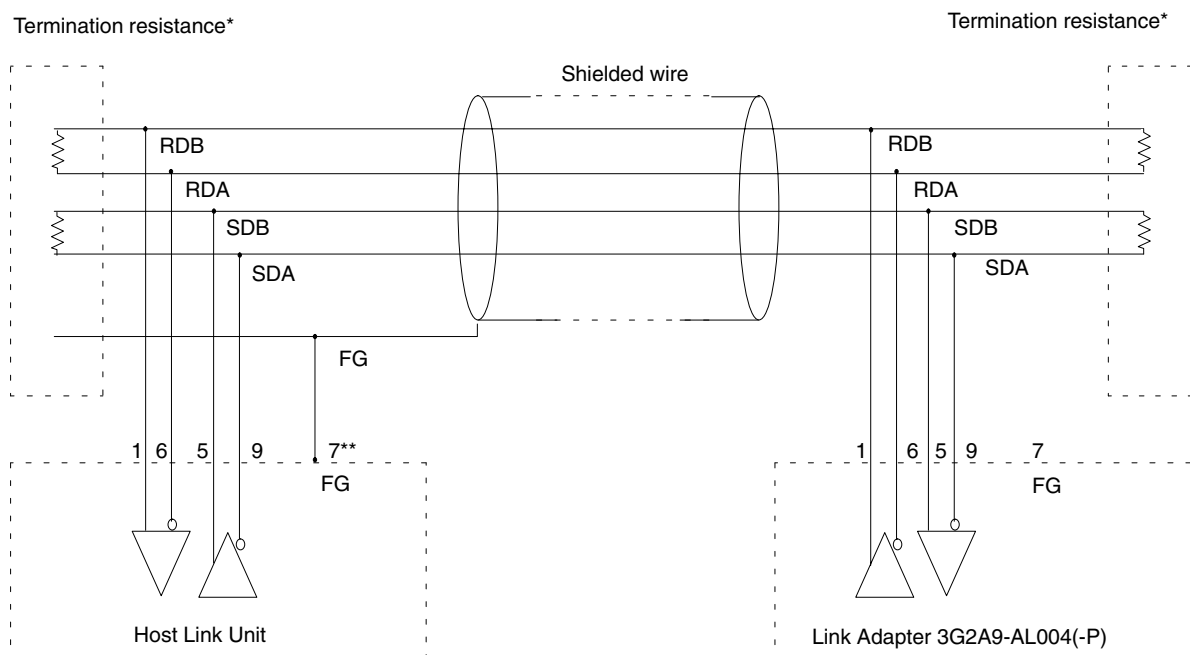 Termination resistance*
Termination resistance*
Shielded wire
RDB
RDB
RDA
RDA
SDB
SDB
SDA
SDA
FG
1 6 5 9 7**
1 6 5 9 7
FG
FG
Host Link Unit
Link Adapter 3G2A9-AL004(-P)